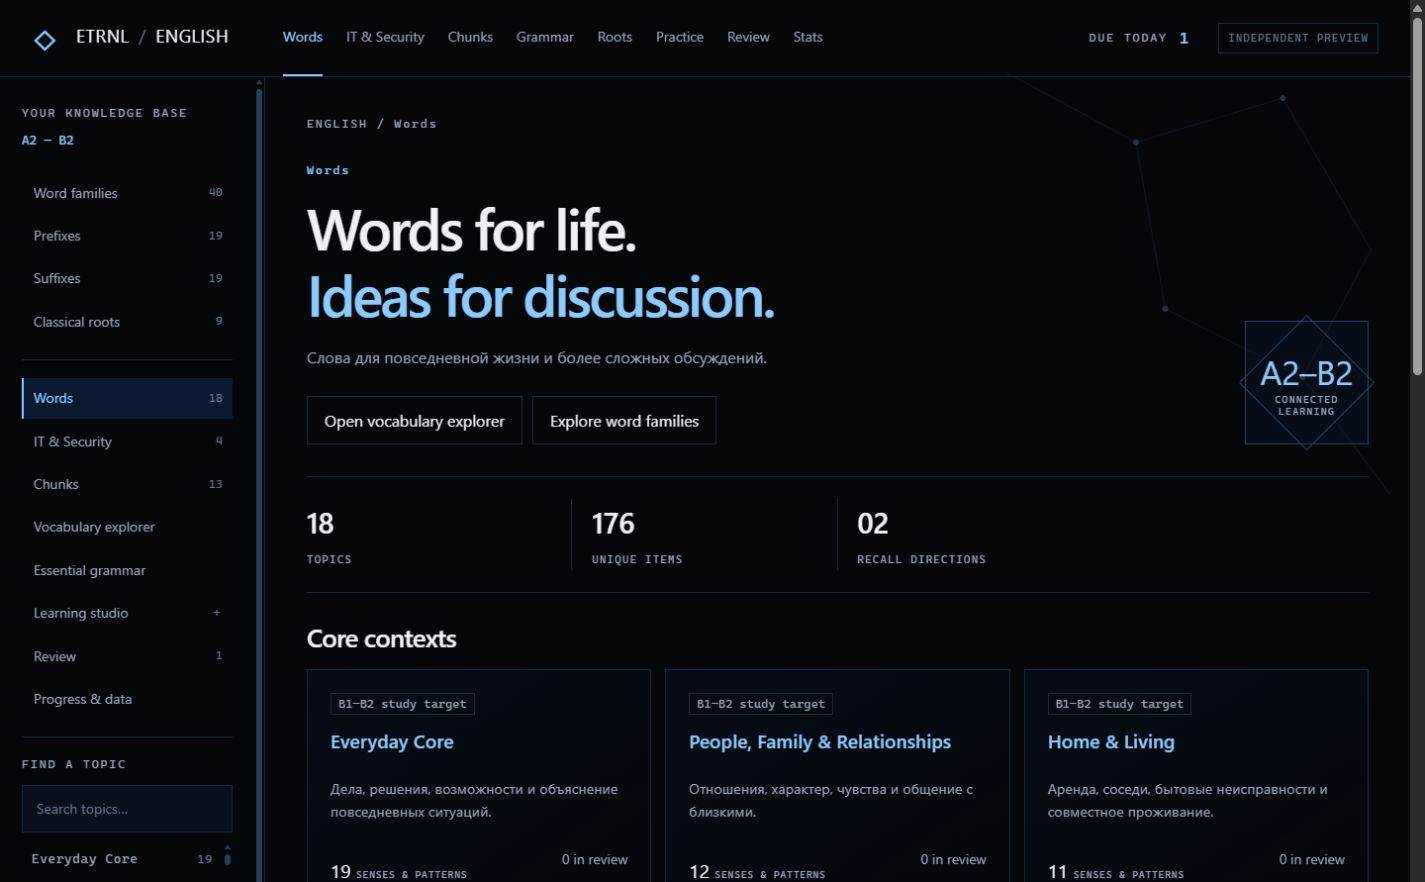 ETRNL / ENGLISH
Words
IT & Security
Chunks
Grammar
Roots
Practice
Review
Stats
DUE TODAY 1
INDEPENDENT PREVIEW
YOUR KNOWLEDGE BASE
A2 — B2
Word families 40
Prefixes 19
Suffixes 19
Classical roots 9
Words 18
IT & Security 4
Chunks 13
Vocabulary explorer
Essential grammar
Learning studio +
Review 1
Progress & data
FIND A TOPIC
Search topics...
Everyday Core 19
ENGLISH / Words
Words
Words for life.
Ideas for discussion.
Слова для повседневной жизни и более сложных обсуждений.
Open vocabulary explorer
Explore word families
A2—B2
CONNECTED
LEARNING
18
TOPICS
176
UNIQUE ITEMS
02
RECALL DIRECTIONS
Core contexts
B1—B2 study target
Everyday Core
Дела, решения, возможности и объяснение
повседневных ситуаций.
0 in review
19 SENSES & PATTERNS
B1—B2 study target
People, Family & Relationships
Отношения, характер, чувства и общение с
близкими.
0 in review
12 SENSES & PATTERNS
B1—B2 study target
Home & Living
Аренда, соседи, бытовые неисправности и
совместное проживание.
0 in review
11 SENSES & PATTERNS